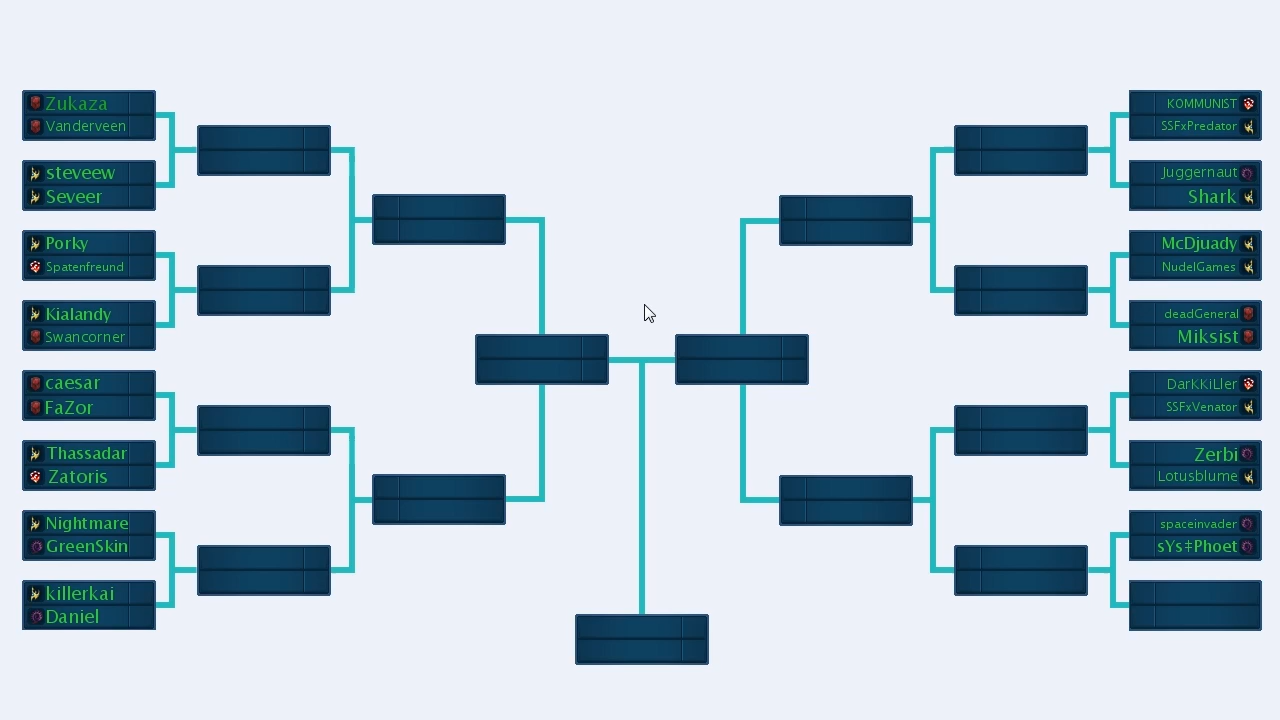 Zukaza
Vanderveen
steveew
Seveer
Porky
Spatenfreund
Kialandy
Swancorner
caesar
FaZor
Thassadar
Zatoris
Nightmare
GreenSkin
killerkai
Daniel
KOMMUNIST
SSFxPredator
Juggernaut
Shark
McDjuady
NudelGames
deadGeneral
Miksist
DarKKiLler
SSFxVenator
Zerbi
Lotusblume
spaceinvader
sYs‡Phoet